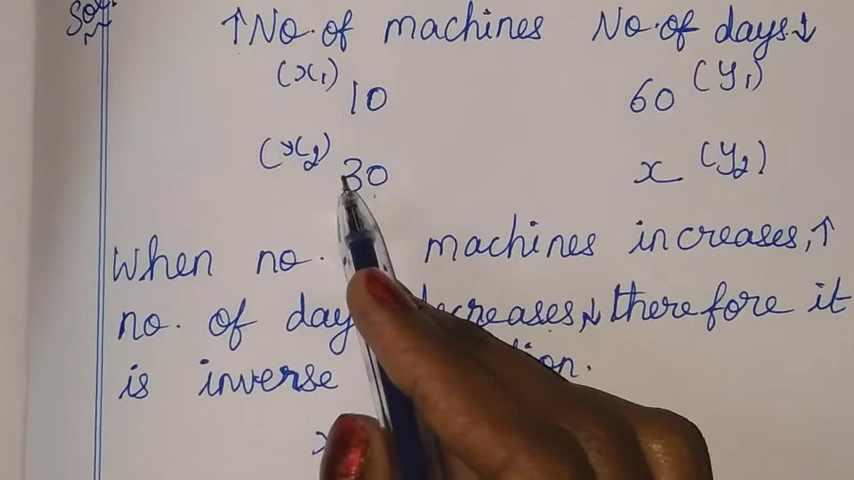 Sol:
↑No. of machines No. of days↓
(x₁) 10 60 (y₁)
(x₂) 30 x (y₂)
When no. machines increases,↑
no. of day decreases↓ therefore it
is inverse